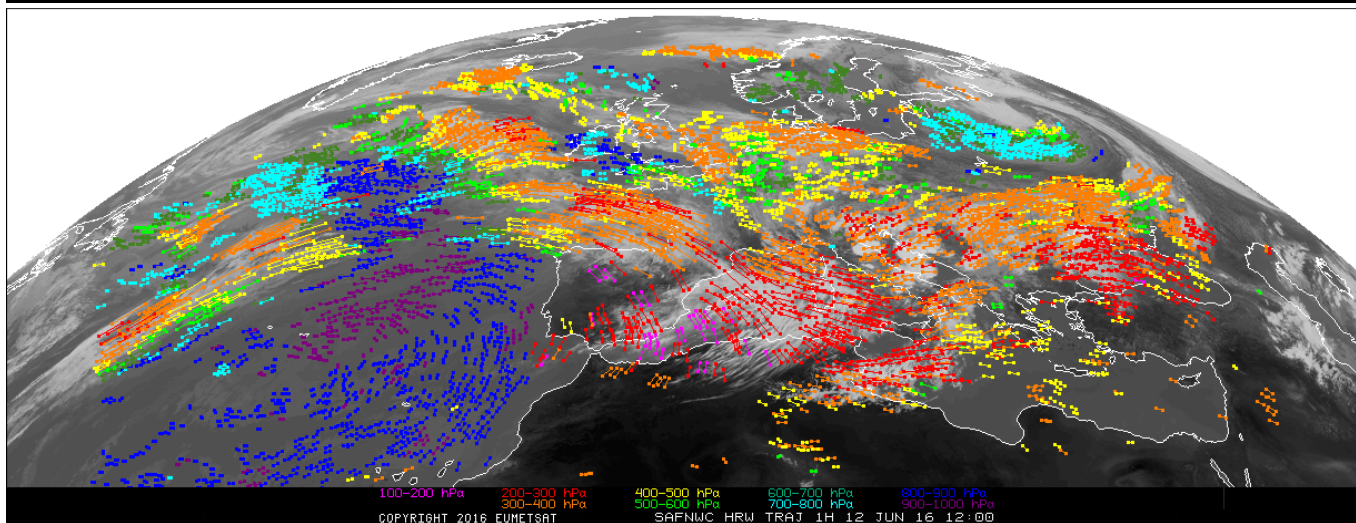 100-200 hPa 200-300 hPa 400-500 hPa 600-700 hPa 800-900 hPa
300-400 hPa 500-600 hPa 700-800 hPa 900-1000 hPa
COPYRIGHT 2016 EUMETSAT SAFNWC HRW TRAJ 1H 12 JUN 16 12:00